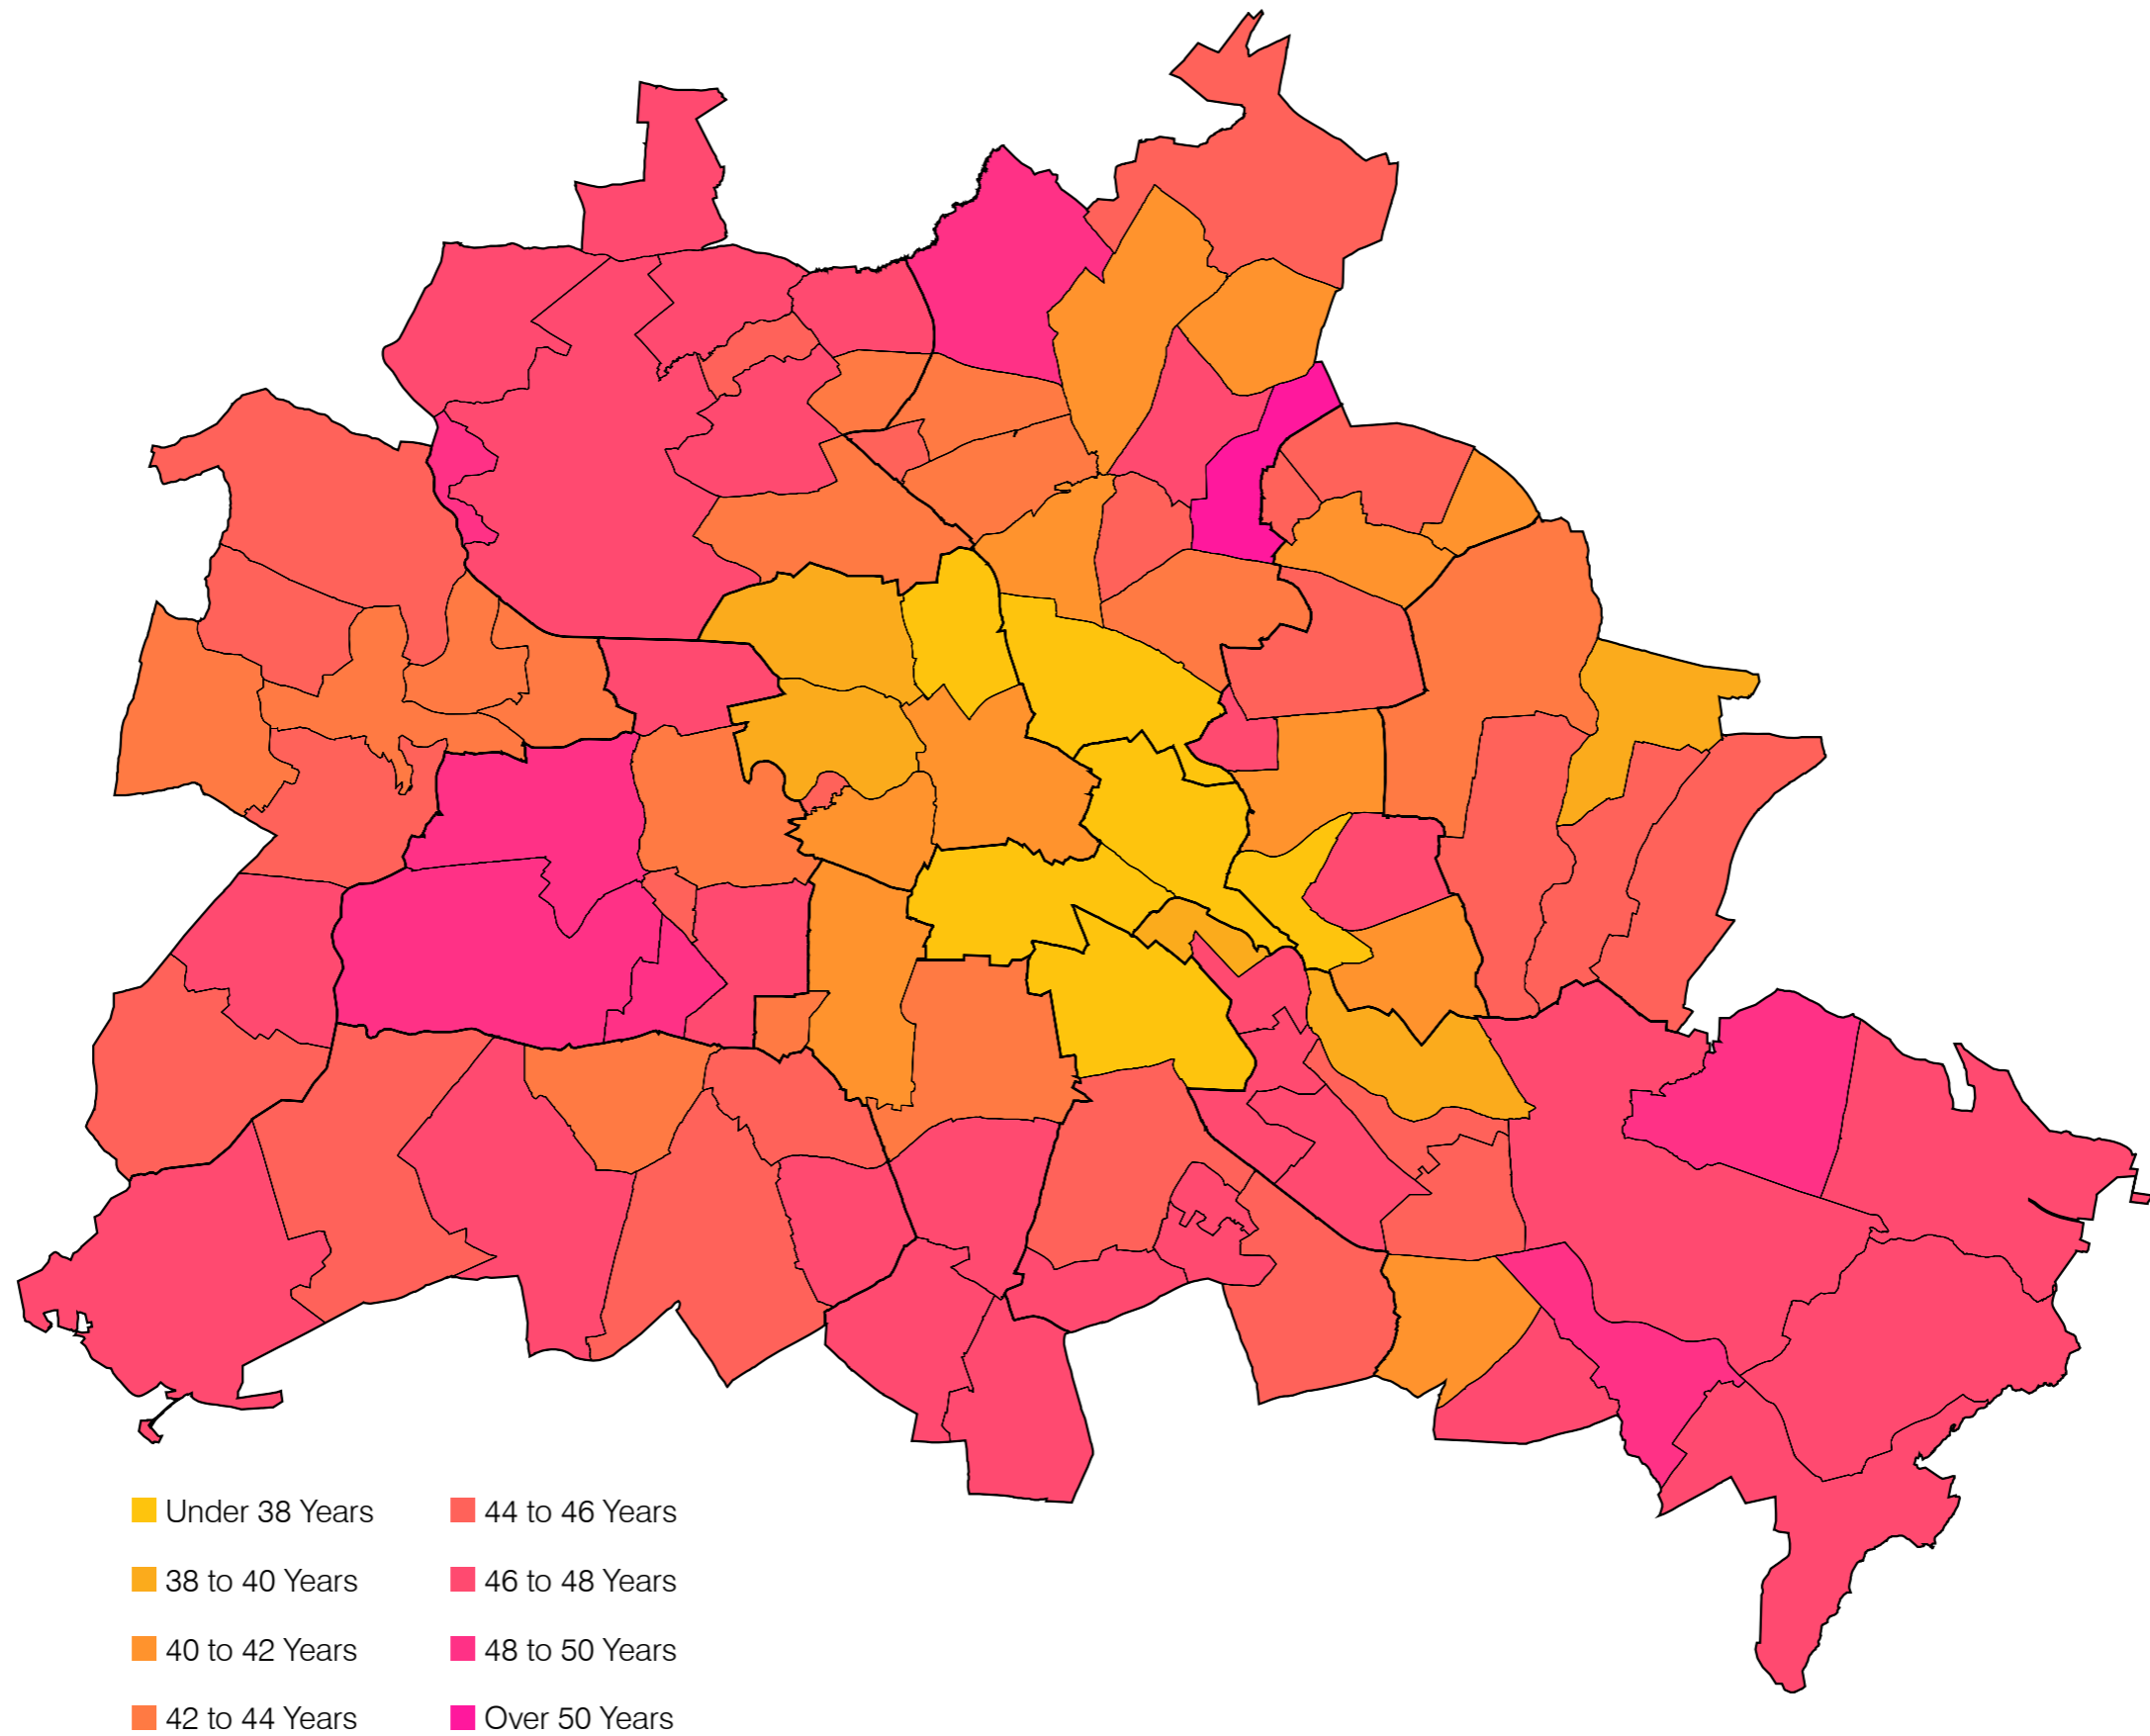 Under 38 Years
38 to 40 Years
40 to 42 Years
42 to 44 Years
44 to 46 Years
46 to 48 Years
48 to 50 Years
Over 50 Years